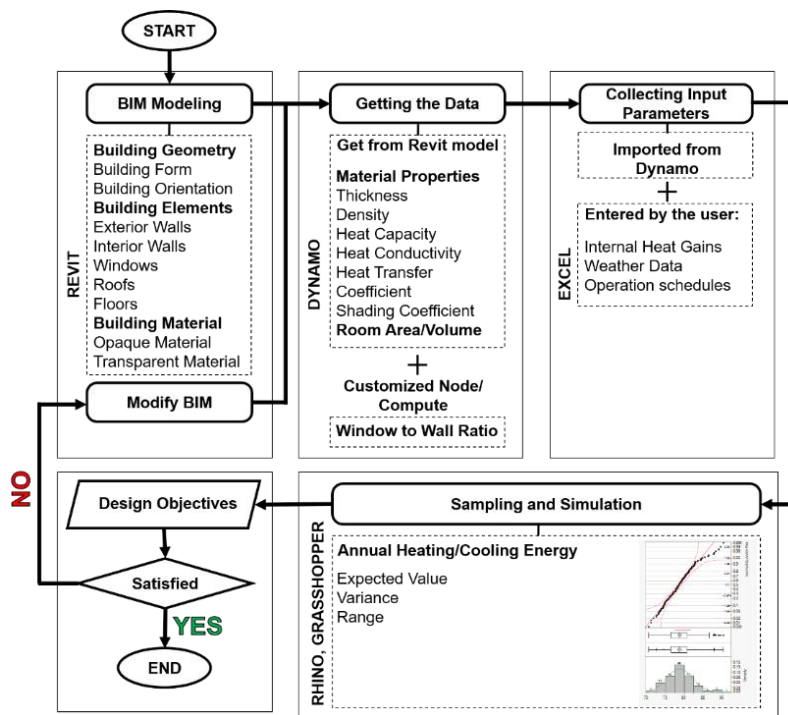 START
REVIT
BIM Modeling
Building Geometry
Building Form
Building Orientation
Building Elements
Exterior Walls
Interior Walls
Windows
Roofs
Floors
Building Material
Opaque Material
Transparent Material
Modify BIM
DYNAMO
Getting the Data
Get from Revit model
Material Properties
Thickness
Density
Heat Capacity
Heat Conductivity
Heat Transfer
Coefficient
Shading Coefficient
Room Area/Volume
+
Customized Node/
Compute
Window to Wall Ratio
EXCEL
Collecting Input
Parameters
Imported from
Dynamo
+
Entered by the user:
Internal Heat Gains
Weather Data
Operation schedules
RHINO, GRASSHOPPER
Sampling and Simulation
Annual Heating/Cooling Energy
Expected Value
Variance
Range
Design Objectives
Satisfied
NO
YES
END